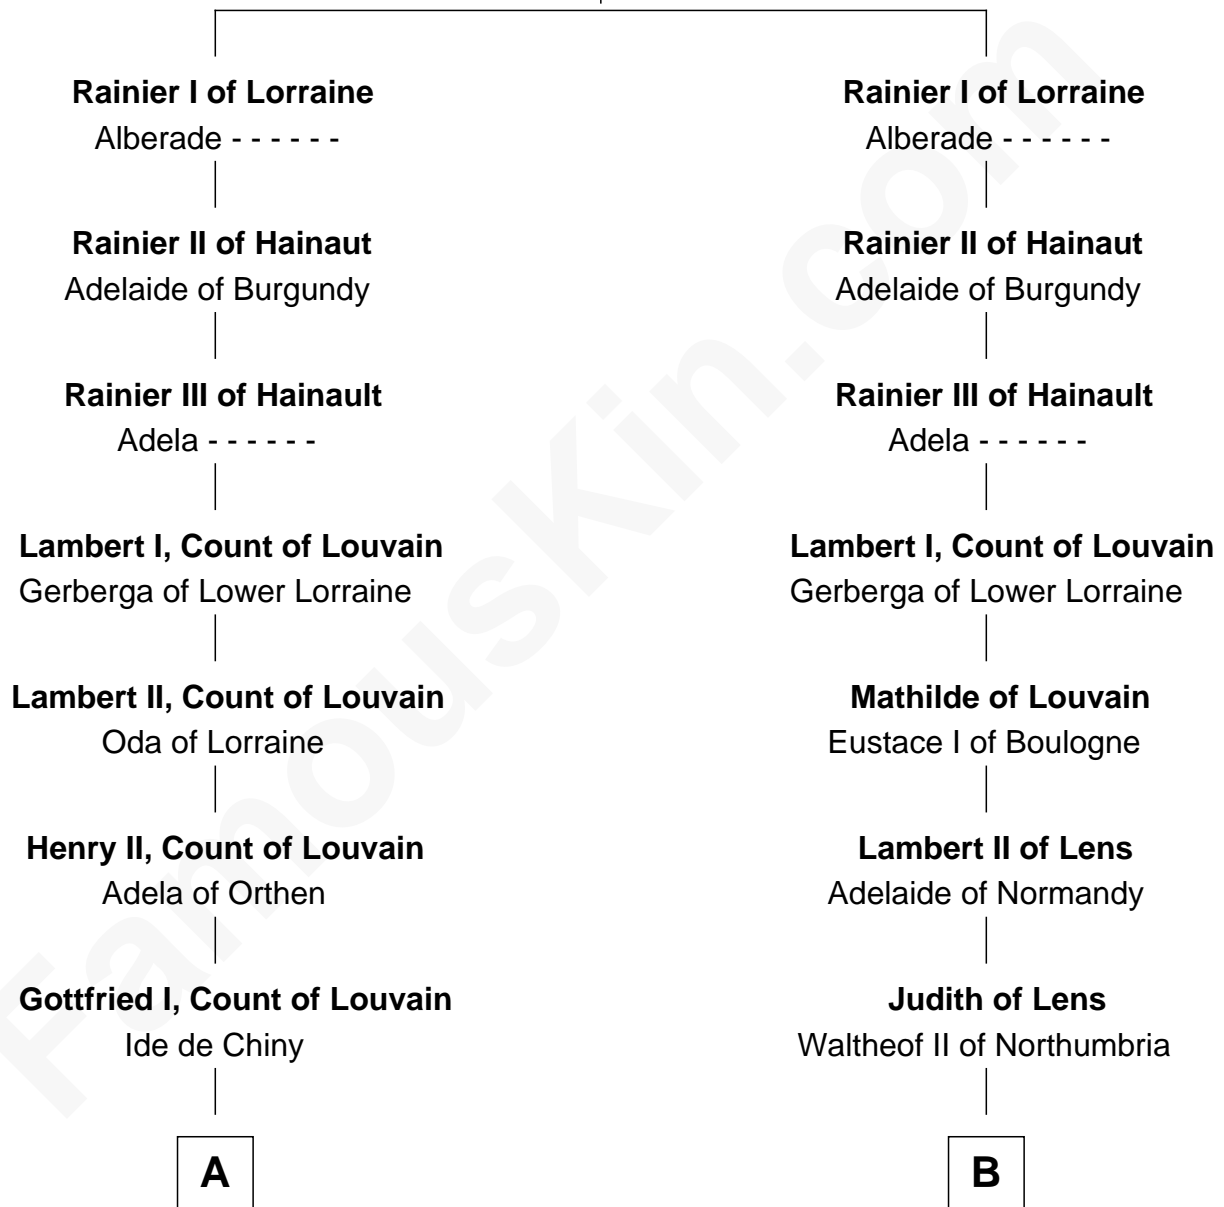 Rainier I of Lorraine
Alberade - - - - - -
Rainier II of Hainaut
Adelaide of Burgundy
Rainier III of Hainault
Adela - - - - - -
Lambert I, Count of Louvain
Gerberga of Lower Lorraine
Lambert II, Count of Louvain
Oda of Lorraine
Henry II, Count of Louvain
Adela of Orthen
Gottfried I, Count of Louvain
Ide de Chiny
A
Rainier I of Lorraine
Alberade - - - - - -
Rainier II of Hainaut
Adelaide of Burgundy
Rainier III of Hainault
Adela - - - - - -
Lambert I, Count of Louvain
Gerberga of Lower Lorraine
Mathilde of Louvain
Eustace I of Boulogne
Lambert II of Lens
Adelaide of Normandy
Judith of Lens
Waltheof II of Northumbria
B
FamousKin.com